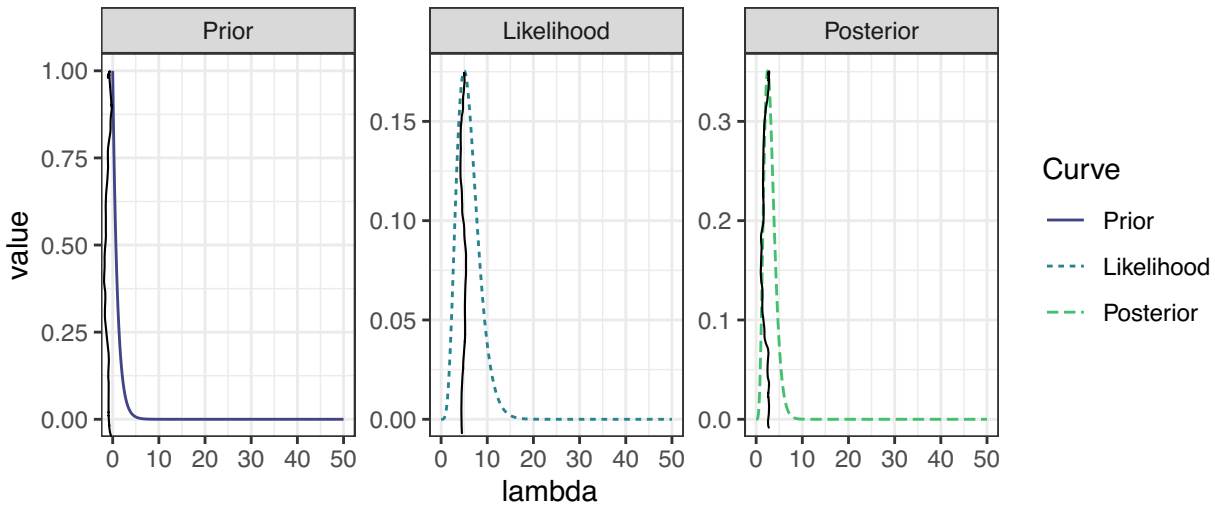 Prior Likelihood Posterior
1.00
0.75
0.50
0.25
0.00
0.15
0.10
0.05
0.00
0.3
0.2
0.1
0.0
value
0 10 20 30 40 50
0 10 20 30 40 50
0 10 20 30 40 50
lambda
Curve
Prior
Likelihood
Posterior